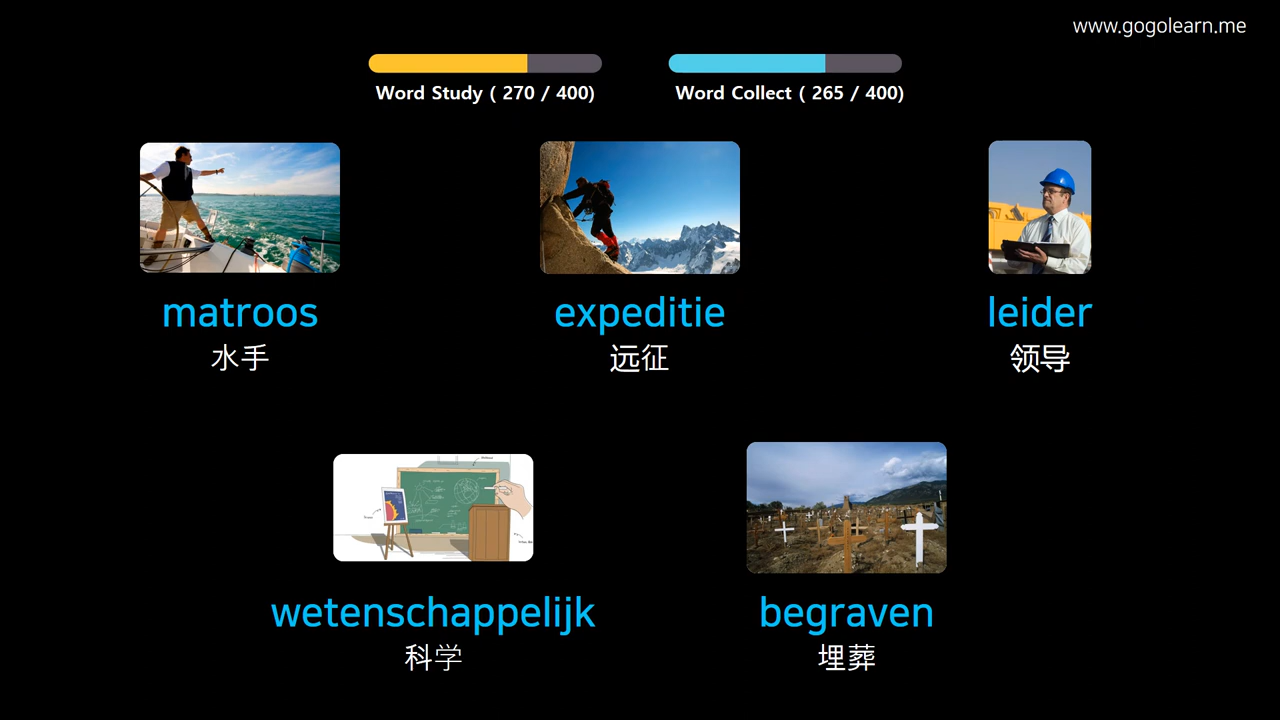 www.gogolearn.me
Word Study ( 270 / 400)
Word Collect ( 265 / 400)
matroos
水手
expeditie
远征
leider
领导
wetenschappelijk
科学
begraven
埋葬